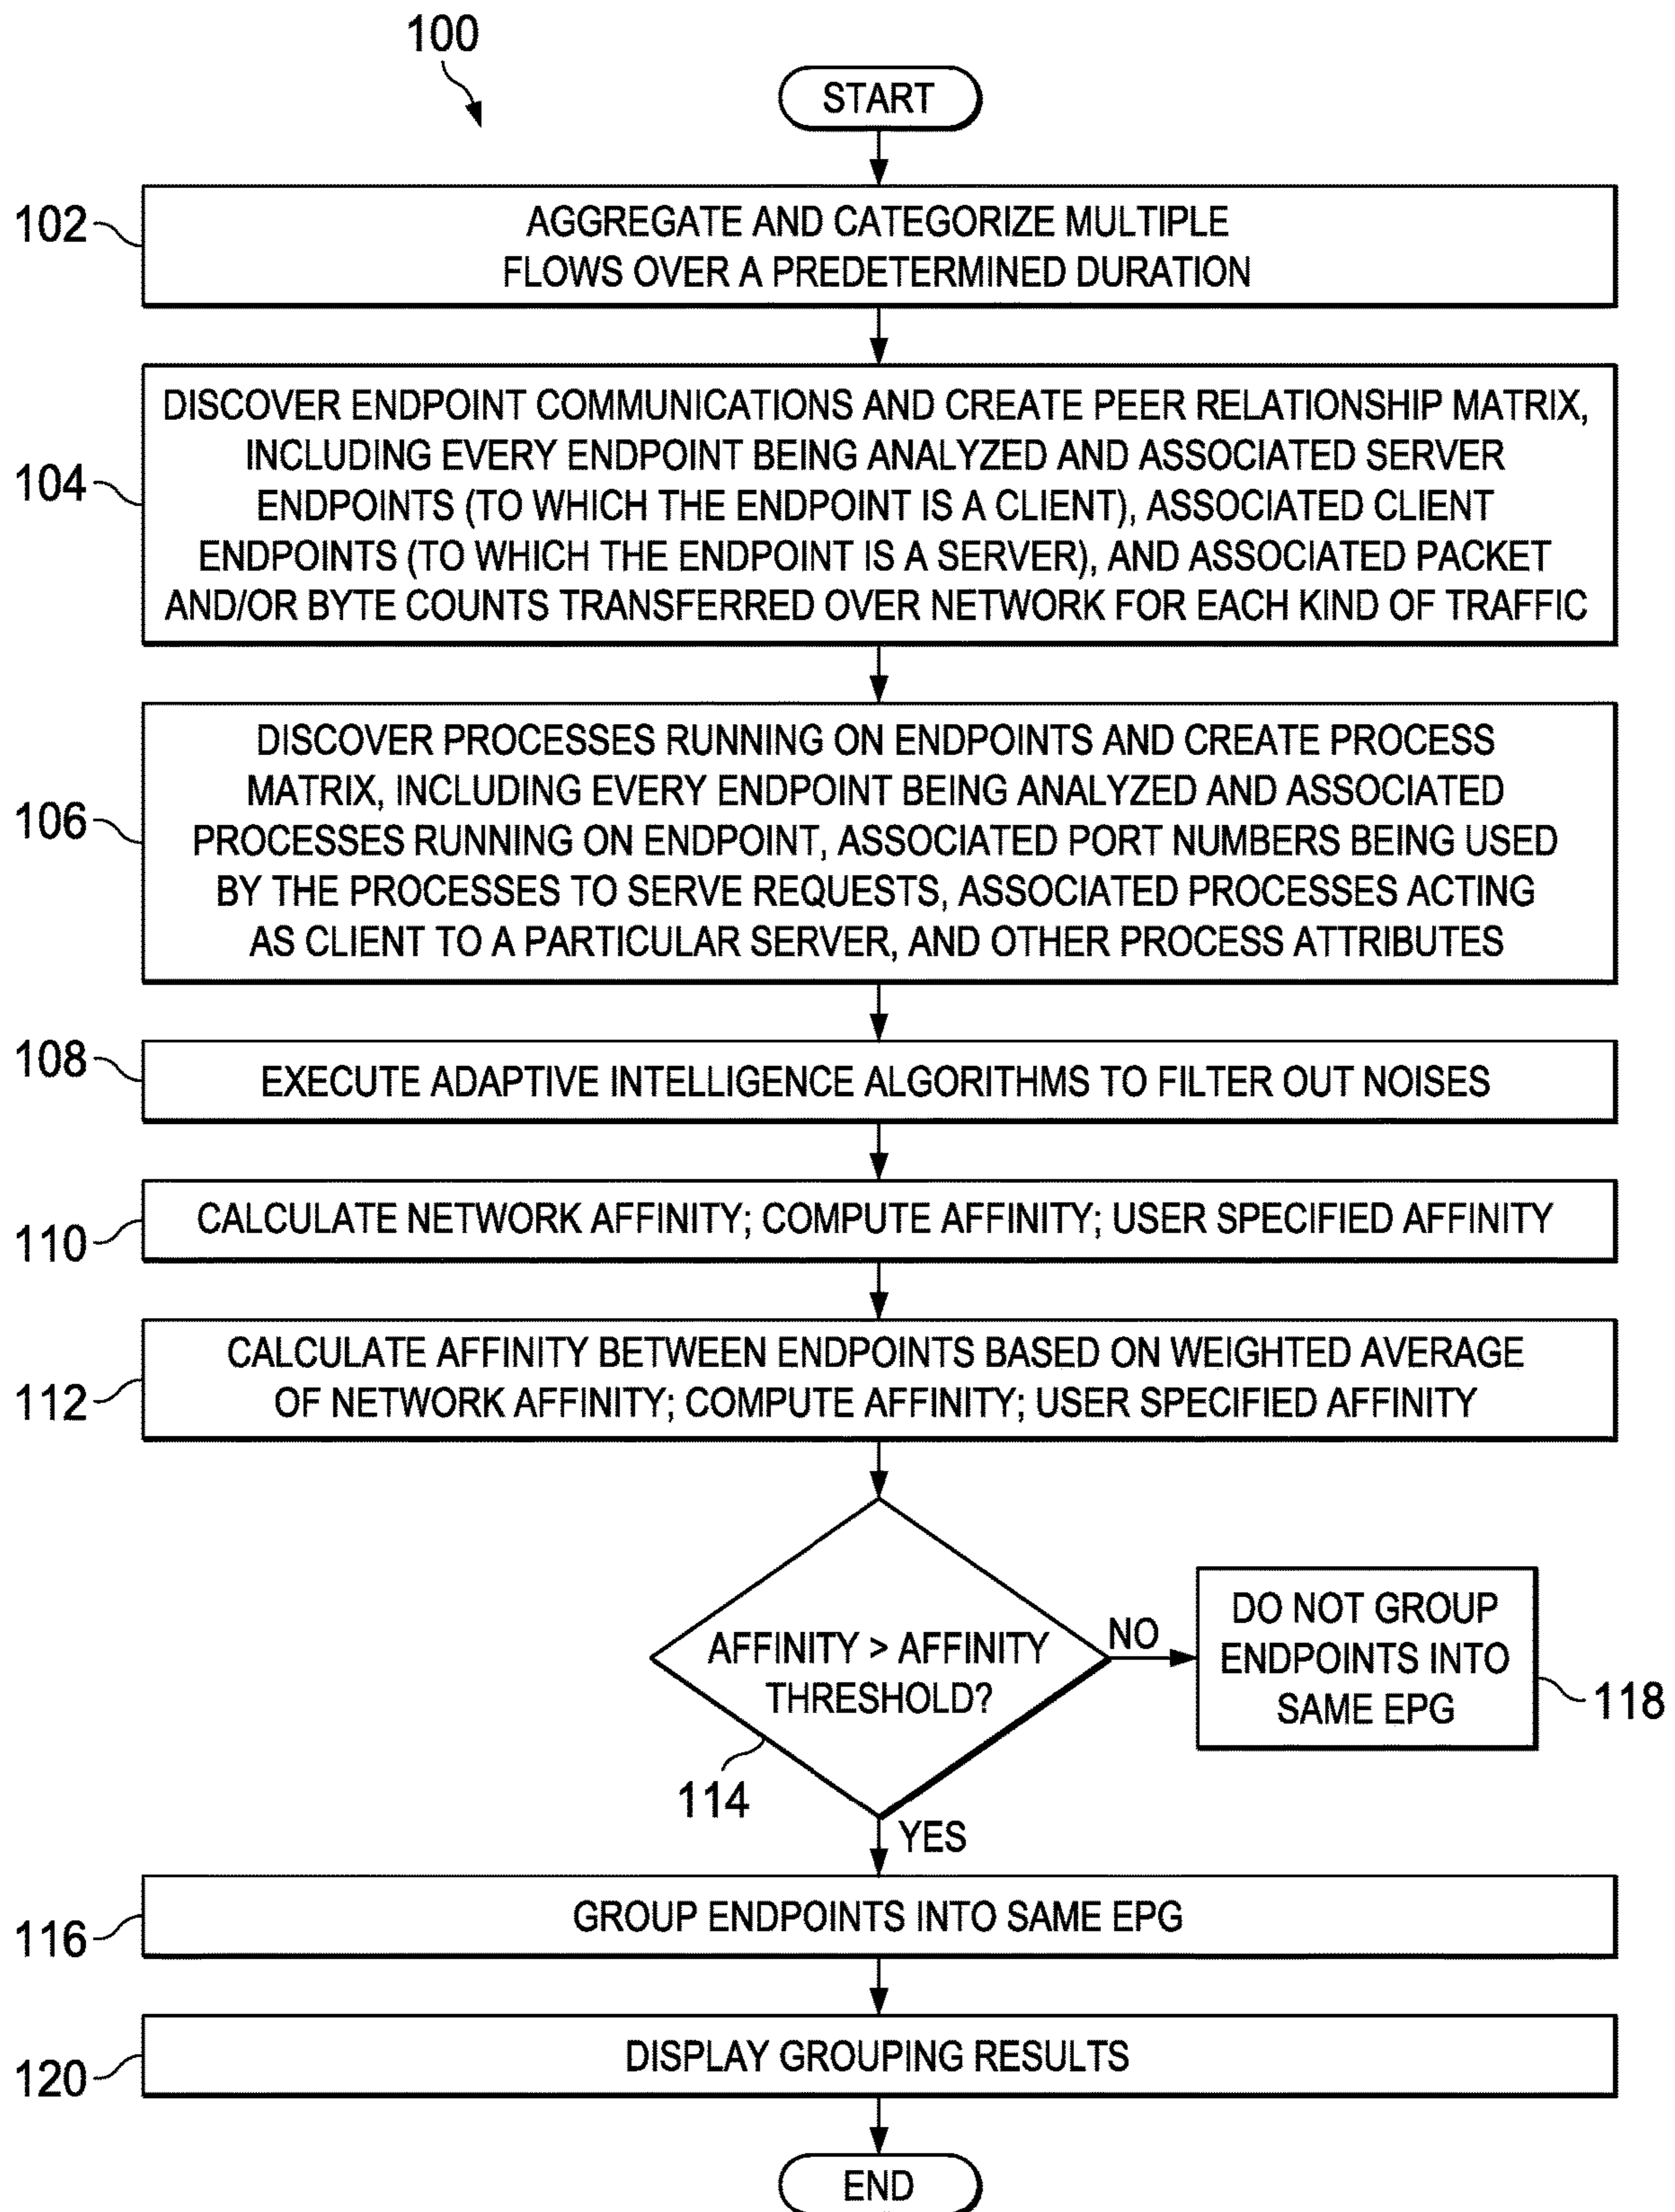 100
START
102
AGGREGATE AND CATEGORIZE MULTIPLE
FLOWS OVER A PREDETERMINED DURATION
104
DISCOVER ENDPOINT COMMUNICATIONS AND CREATE PEER RELATIONSHIP MATRIX,
INCLUDING EVERY ENDPOINT BEING ANALYZED AND ASSOCIATED SERVER
ENDPOINTS (TO WHICH THE ENDPOINT IS A CLIENT), ASSOCIATED CLIENT
ENDPOINTS (TO WHICH THE ENDPOINT IS A SERVER), AND ASSOCIATED PACKET
AND/OR BYTE COUNTS TRANSFERRED OVER NETWORK FOR EACH KIND OF TRAFFIC
106
DISCOVER PROCESSES RUNNING ON ENDPOINTS AND CREATE PROCESS
MATRIX, INCLUDING EVERY ENDPOINT BEING ANALYZED AND ASSOCIATED
PROCESSES RUNNING ON ENDPOINT, ASSOCIATED PORT NUMBERS BEING USED
BY THE PROCESSES TO SERVE REQUESTS, ASSOCIATED PROCESSES ACTING
AS CLIENT TO A PARTICULAR SERVER, AND OTHER PROCESS ATTRIBUTES
108
EXECUTE ADAPTIVE INTELLIGENCE ALGORITHMS TO FILTER OUT NOISES
110
CALCULATE NETWORK AFFINITY; COMPUTE AFFINITY; USER SPECIFIED AFFINITY
112
CALCULATE AFFINITY BETWEEN ENDPOINTS BASED ON WEIGHTED AVERAGE
OF NETWORK AFFINITY; COMPUTE AFFINITY; USER SPECIFIED AFFINITY
AFFINITY > AFFINITY
THRESHOLD?
114
NO
DO NOT GROUP
ENDPOINTS INTO
SAME EPG
118
YES
116
GROUP ENDPOINTS INTO SAME EPG
120
DISPLAY GROUPING RESULTS
END